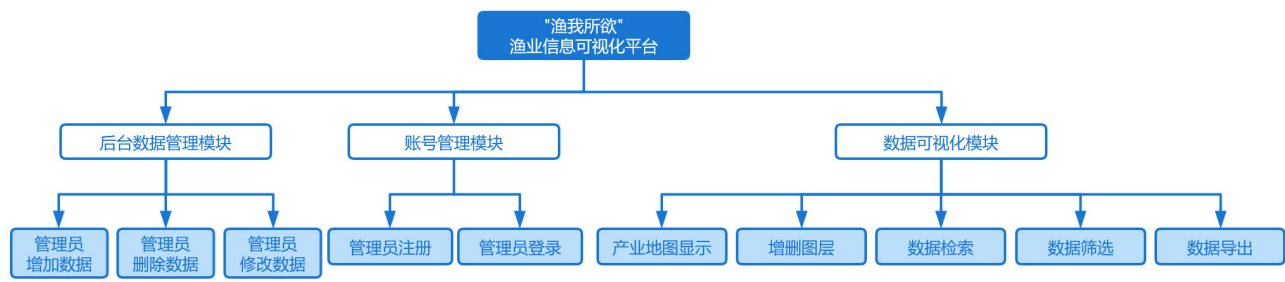 "渔我所欲"
渔业信息可视化平台
后台数据管理模块
账号管理模块
数据可视化模块
管理员
增加数据
管理员
删除数据
管理员
修改数据
管理员注册
管理员登录
产业地图显示
增删图层
数据检索
数据筛选
数据导出